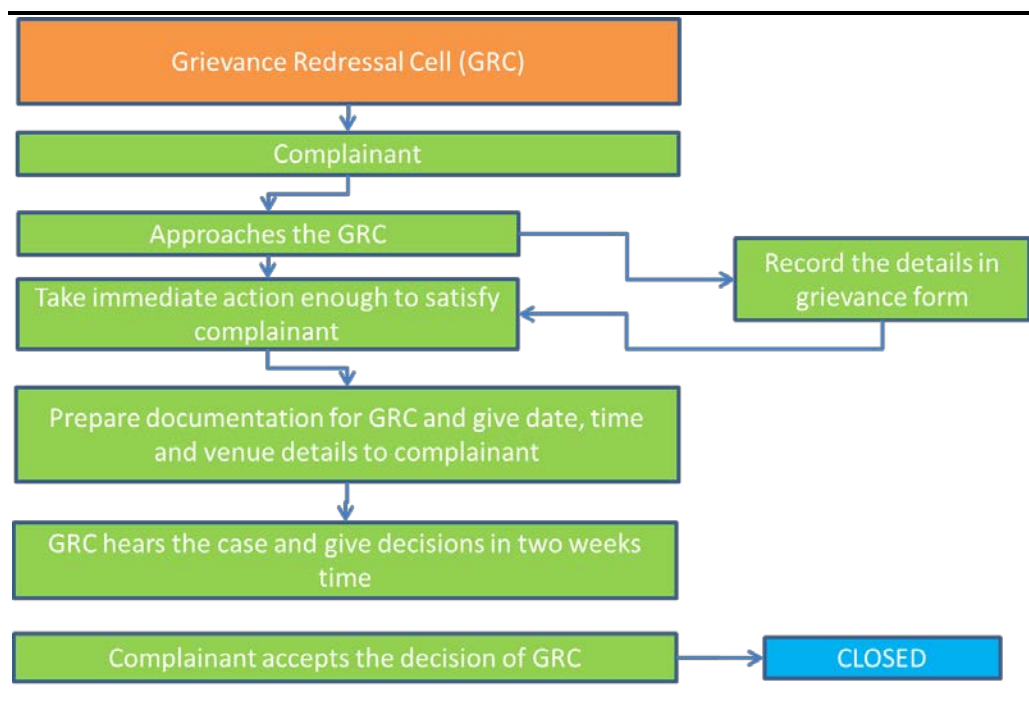 Grievance Redressal Cell (GRC)
Complainant
Approaches the GRC
Record the details in
grievance form
Take immediate action enough to satisfy
complainant
Prepare documentation for GRC and give date, time
and venue details to complainant
GRC hears the case and give decisions in two weeks
time
Complainant accepts the decision of GRC
CLOSED